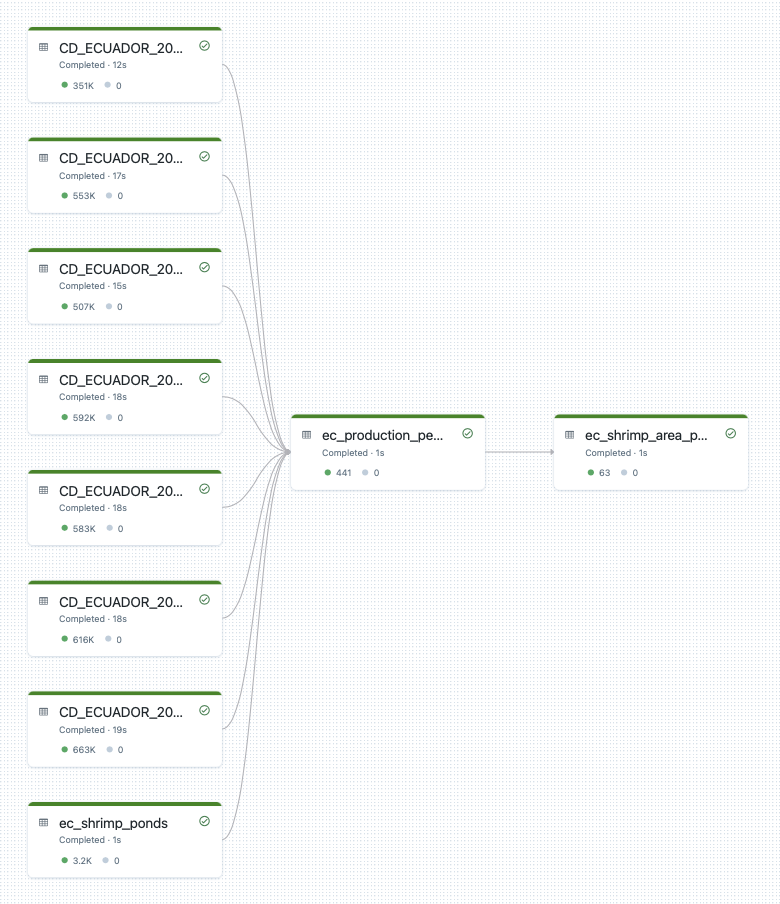 CD_ECUADOR_20...
Completed · 12s
351K 0
CD_ECUADOR_20...
Completed · 17s
553K 0
CD_ECUADOR_20...
Completed · 15s
507K 0
CD_ECUADOR_20...
Completed · 18s
592K 0
CD_ECUADOR_20...
Completed · 18s
583K 0
CD_ECUADOR_20...
Completed · 18s
616K 0
CD_ECUADOR_20...
Completed · 19s
663K 0
ec_shrimp_ponds
Completed · 1s
3.2K 0
ec_production_pe...
Completed · 1s
441 0
ec_shrimp_area_p...
Completed · 1s
63 0